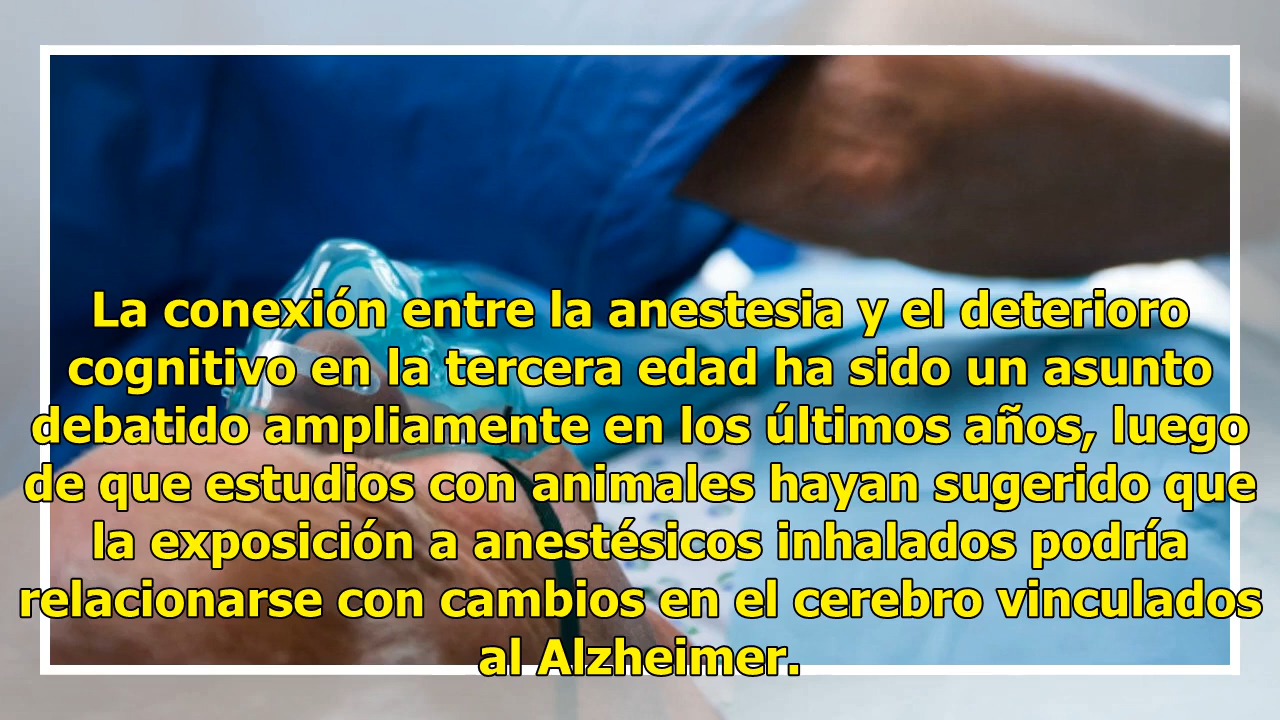 La conexión entre la anestesia y el deterioro
cognitivo en la tercera edad ha sido un asunto
debatido ampliamente en los últimos años, luego
de que estudios con animales hayan sugerido que
la exposición a anestésicos inhalados podría
relacionarse con cambios en el cerebro vinculados
al Alzheimer.